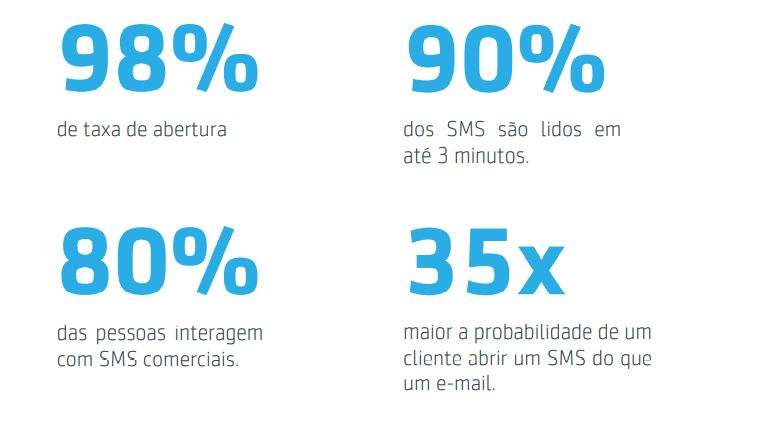 98%
de taxa de abertura
90%
dos SMS são lidos em
até 3 minutos.
80%
das pessoas interagem
com SMS comerciais.
35x
maior a probabilidade de um
cliente abrir um SMS do que
um e-mail.